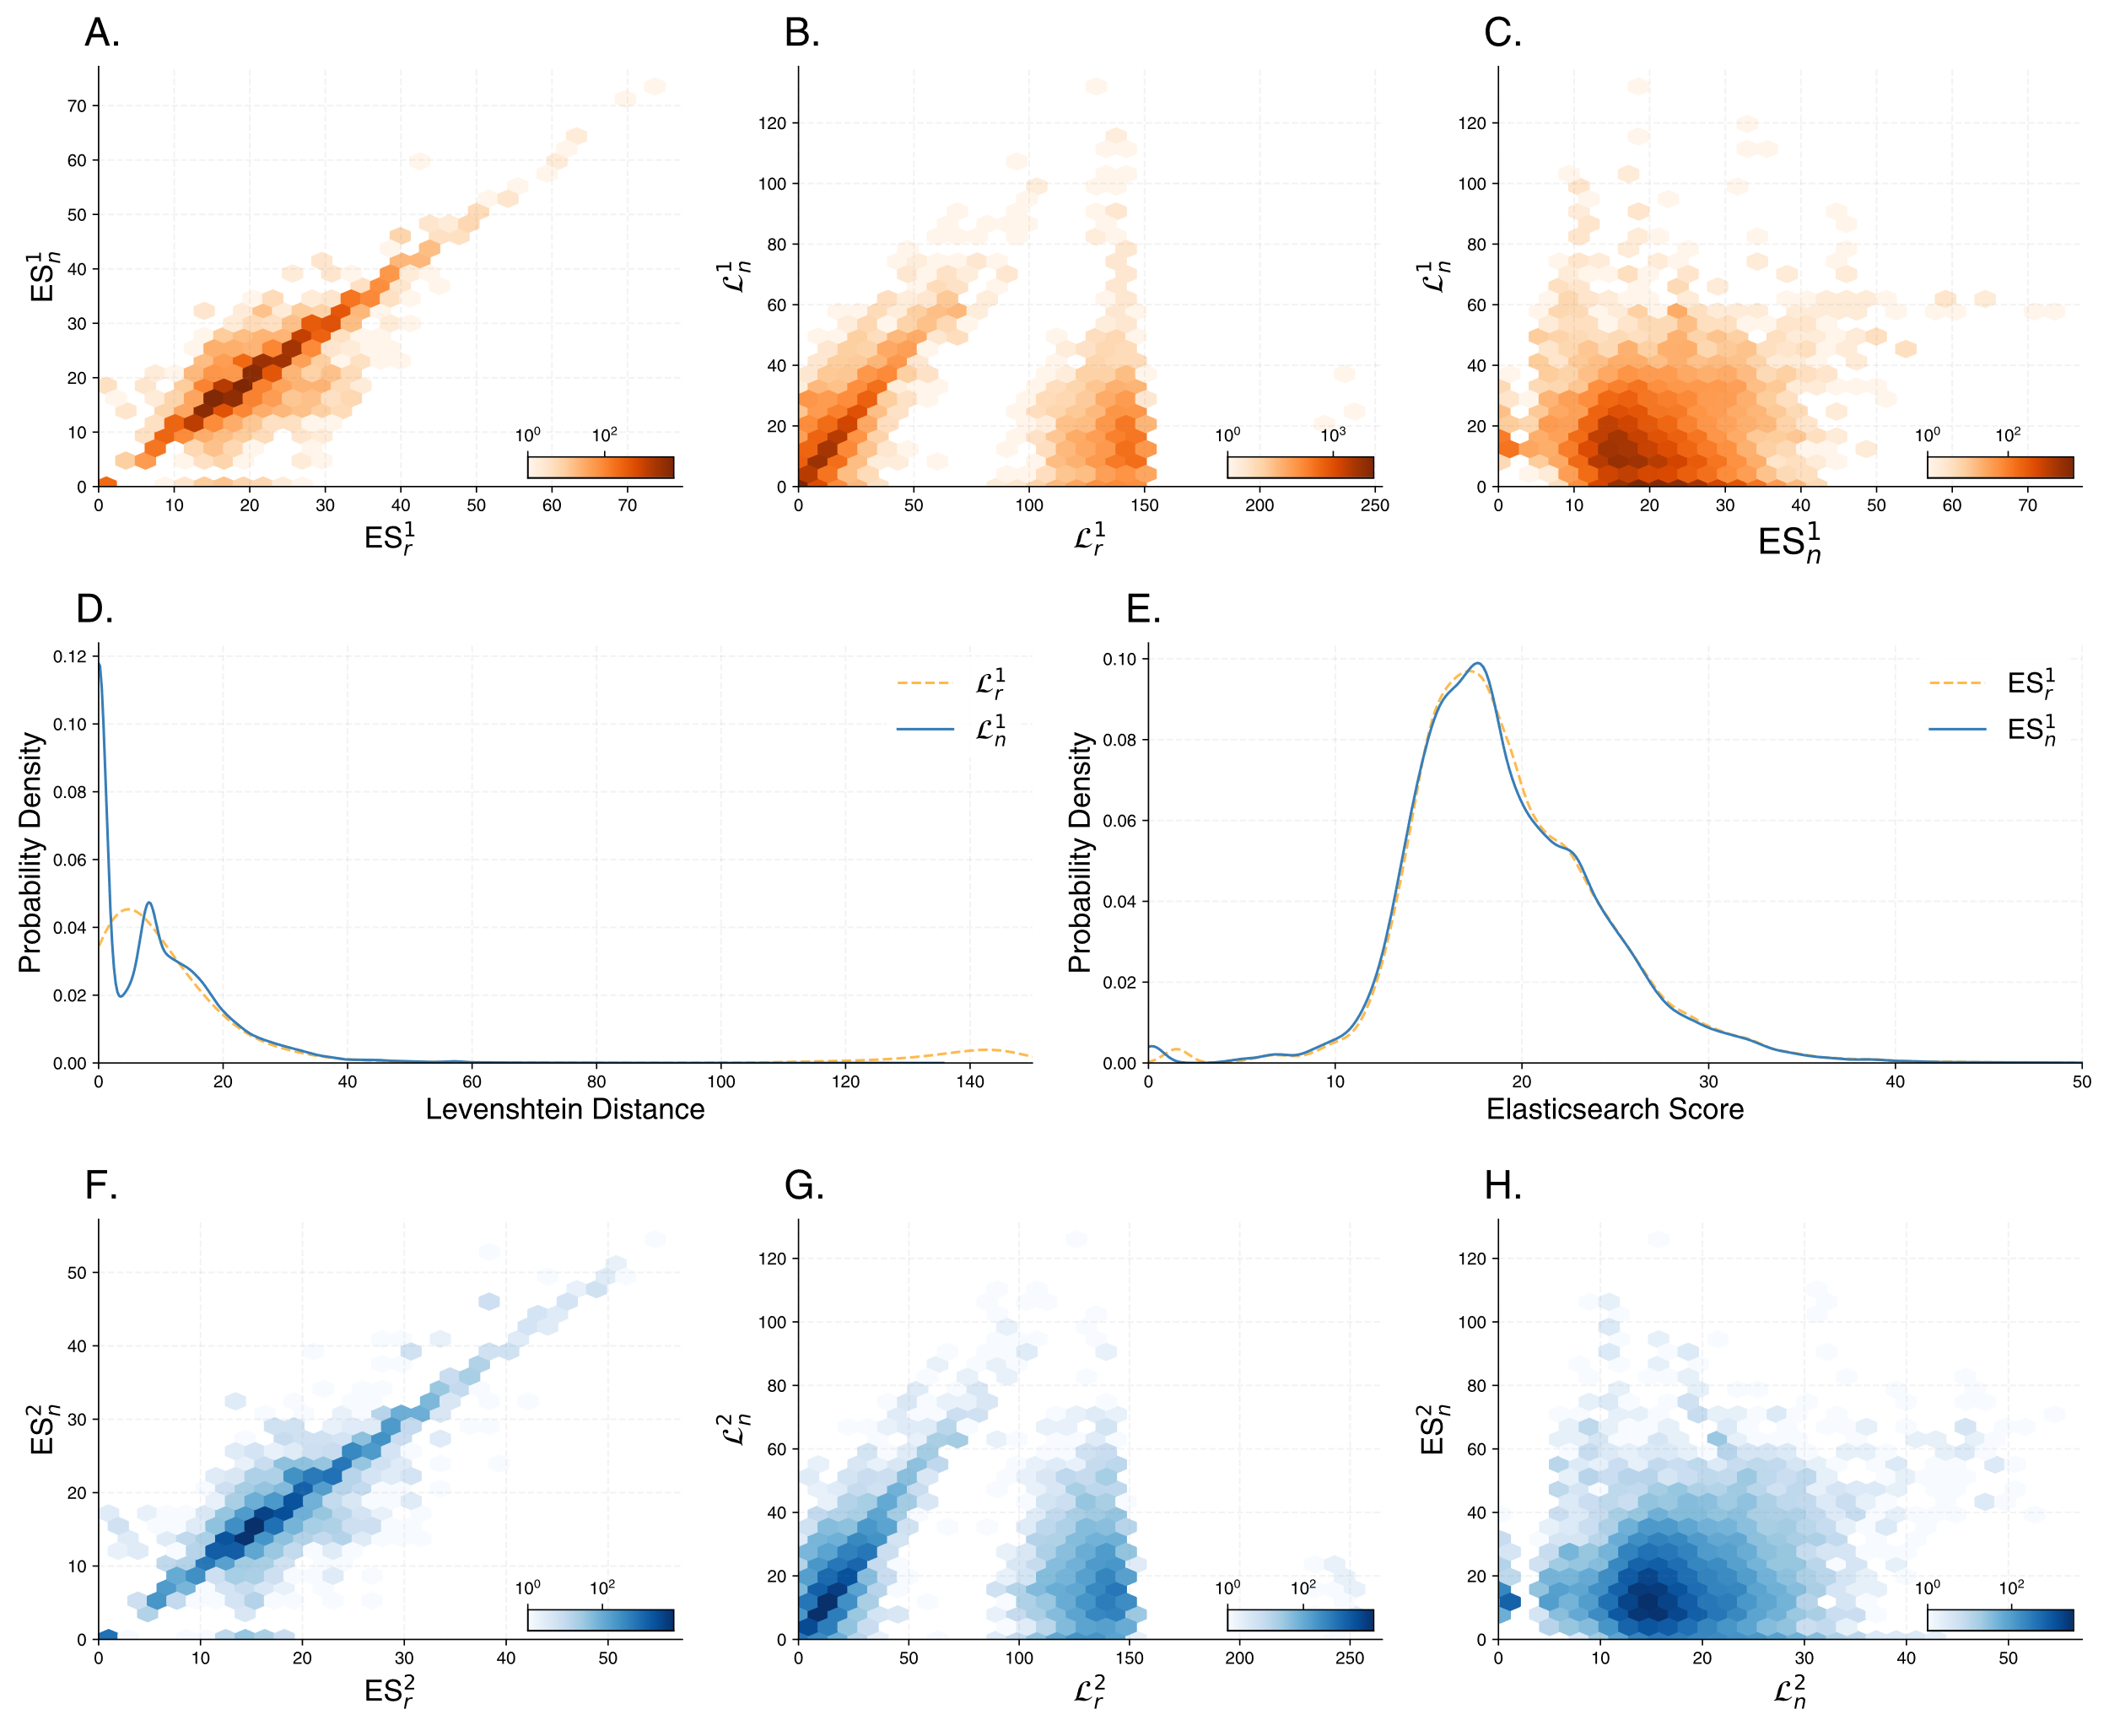 A.
70
60
50
40
30
20
10
0
ES¹ₙ
10⁰ 10²
0 10 20 30 40 50 60 70
ES¹ᵣ
B.
120
100
80
60
40
20
0
ℒ¹ₙ
10⁰ 10³
0 50 100 150 200 250
ℒ¹ᵣ
C.
120
100
80
60
40
20
0
ℒ¹ₙ
10⁰ 10²
0 10 20 30 40 50 60 70
ES¹ₙ
D.
0.12
0.10
0.08
0.06
0.04
0.02
0.00
Probability Density
ℒ¹ᵣ
ℒ¹ₙ
0 20 40 60 80 100 120 140
Levenshtein Distance
E.
0.10
0.08
0.06
0.04
0.02
0.00
Probability Density
ES¹ᵣ
ES¹ₙ
0 10 20 30 40 50
Elasticsearch Score
F.
50
40
30
20
10
0
ES²ₙ
10⁰ 10²
0 10 20 30 40 50
ES²ᵣ
G.
120
100
80
60
40
20
0
ℒ²ₙ
10⁰ 10²
0 50 100 150 200 250
ℒ²ᵣ
H.
120
100
80
60
40
20
0
ES²ₙ
10⁰ 10²
0 10 20 30 40 50
ℒ²ₙ